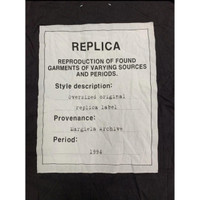 REPLICA
REPRODUCTION OF FOUND
GARMENTS OF VARYING SOURCES
AND PERIODS.
Style description:
Oversized original
replica label
Provenance:
Margiela Archive
Period:
1994